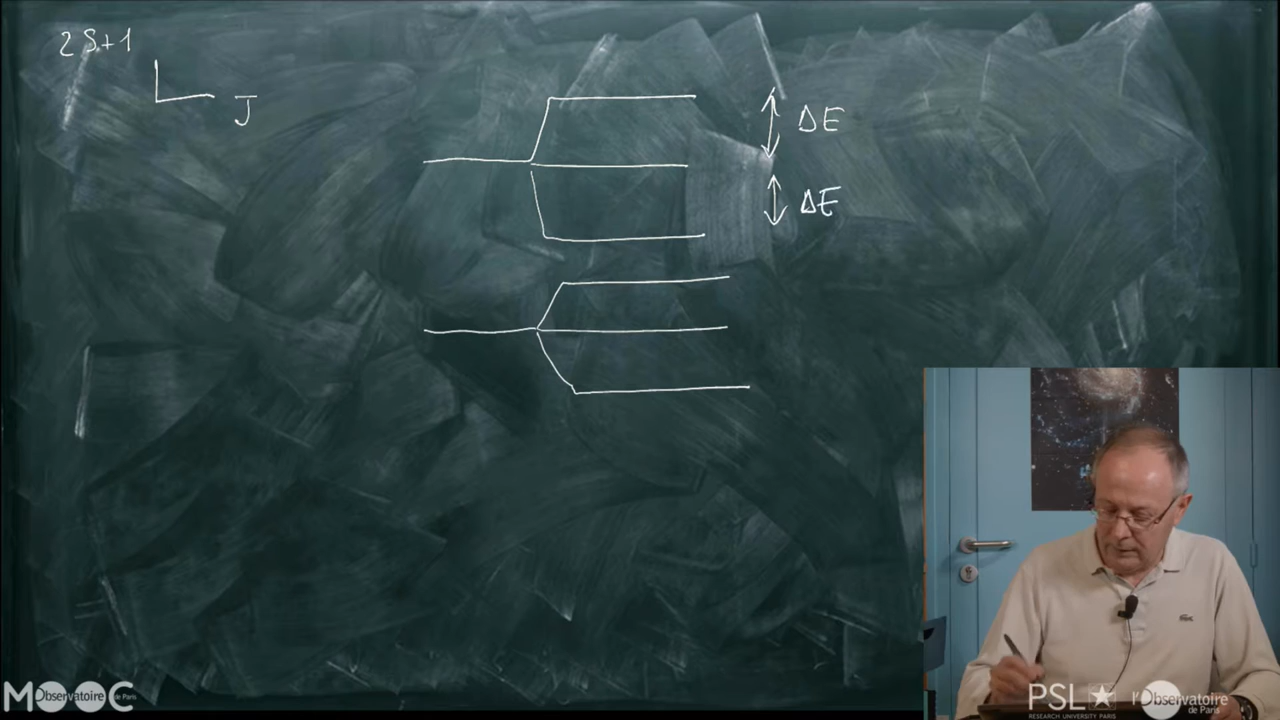 2S+1
L
J
ΔE
ΔE
MOOC
Observatoire de Paris
PSL
RESEARCH UNIVERSITY PARIS
l'Observatoire
de Paris